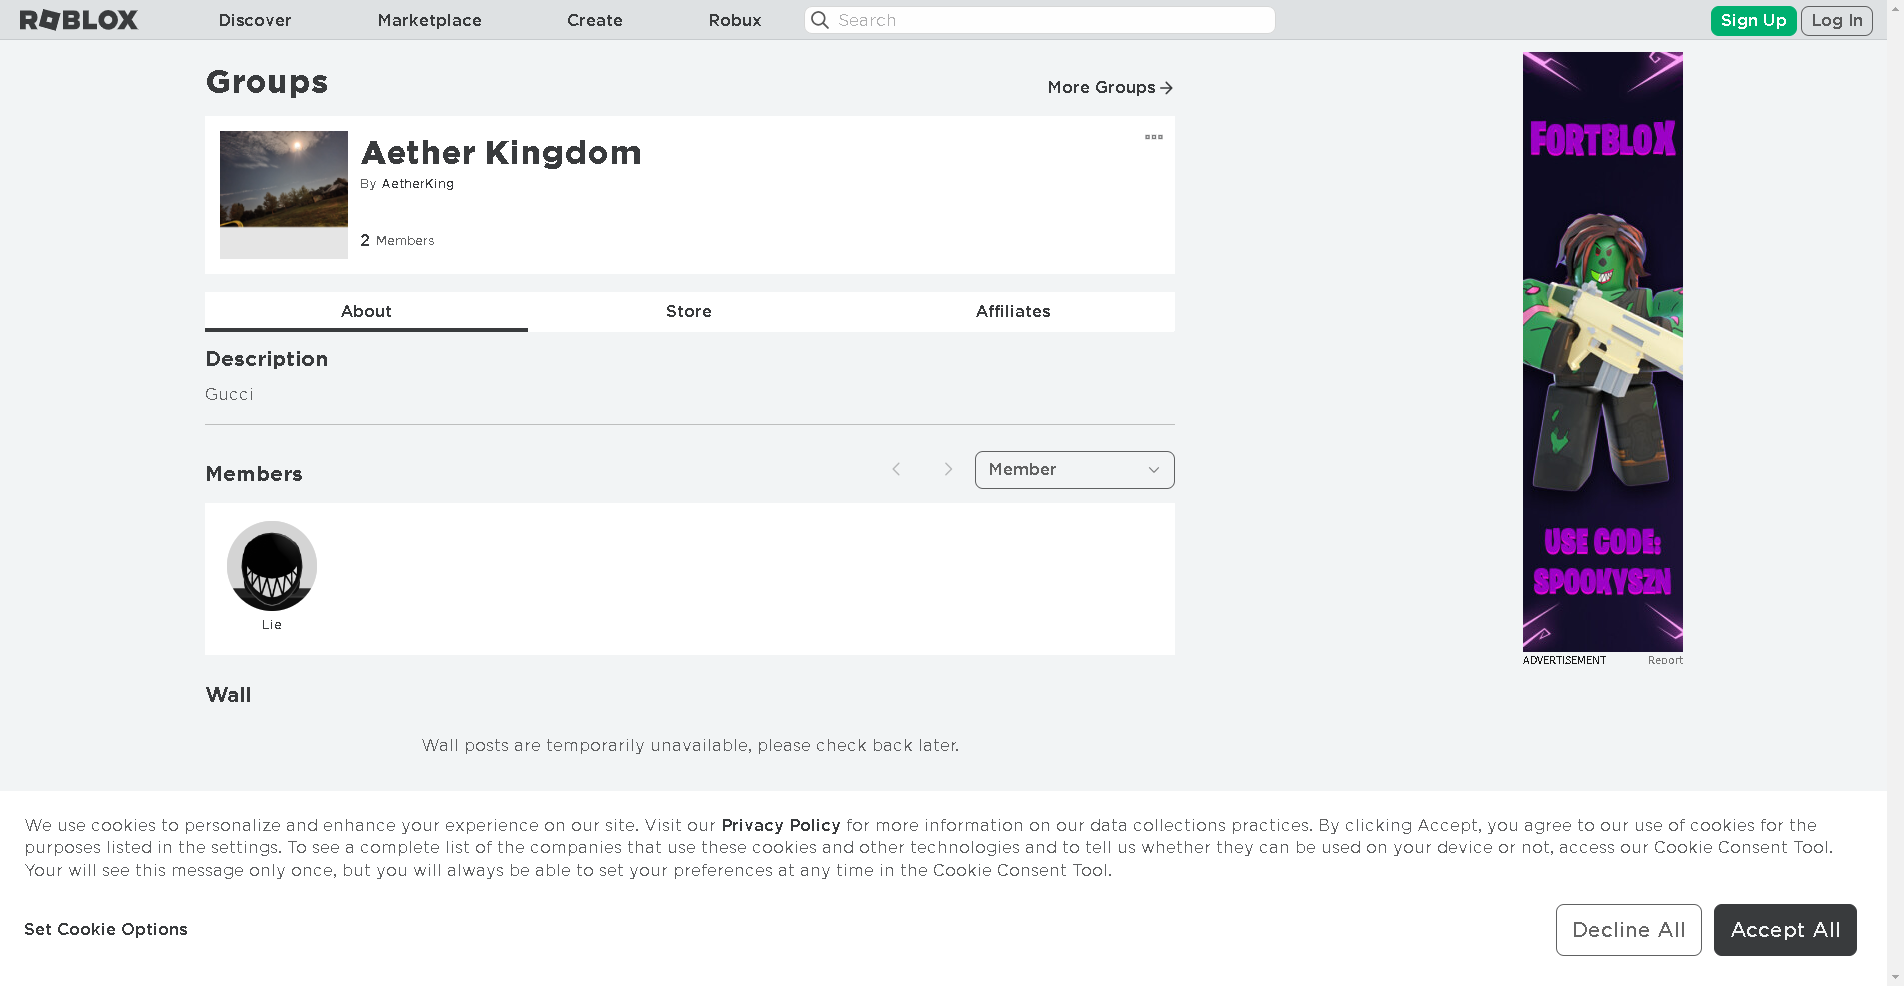 ROBLOX
Discover
Marketplace
Create
Robux
Search
Sign Up
Log In
Groups
More Groups
Aether Kingdom
By AetherKing
2 Members
About
Store
Affiliates
Description
Gucci
Members
Member
Lie
Wall
Wall posts are temporarily unavailable, please check back later.
FORTBLOX
USE CODE:
SPOOKYSZN
ADVERTISEMENT
Report
We use cookies to personalize and enhance your experience on our site. Visit our Privacy Policy for more information on our data collections practices. By clicking Accept, you agree to our use of cookies for the
purposes listed in the settings. To see a complete list of the companies that use these cookies and other technologies and to tell us whether they can be used on your device or not, access our Cookie Consent Tool.
Your will see this message only once, but you will always be able to set your preferences at any time in the Cookie Consent Tool.
Set Cookie Options
Decline All
Accept All